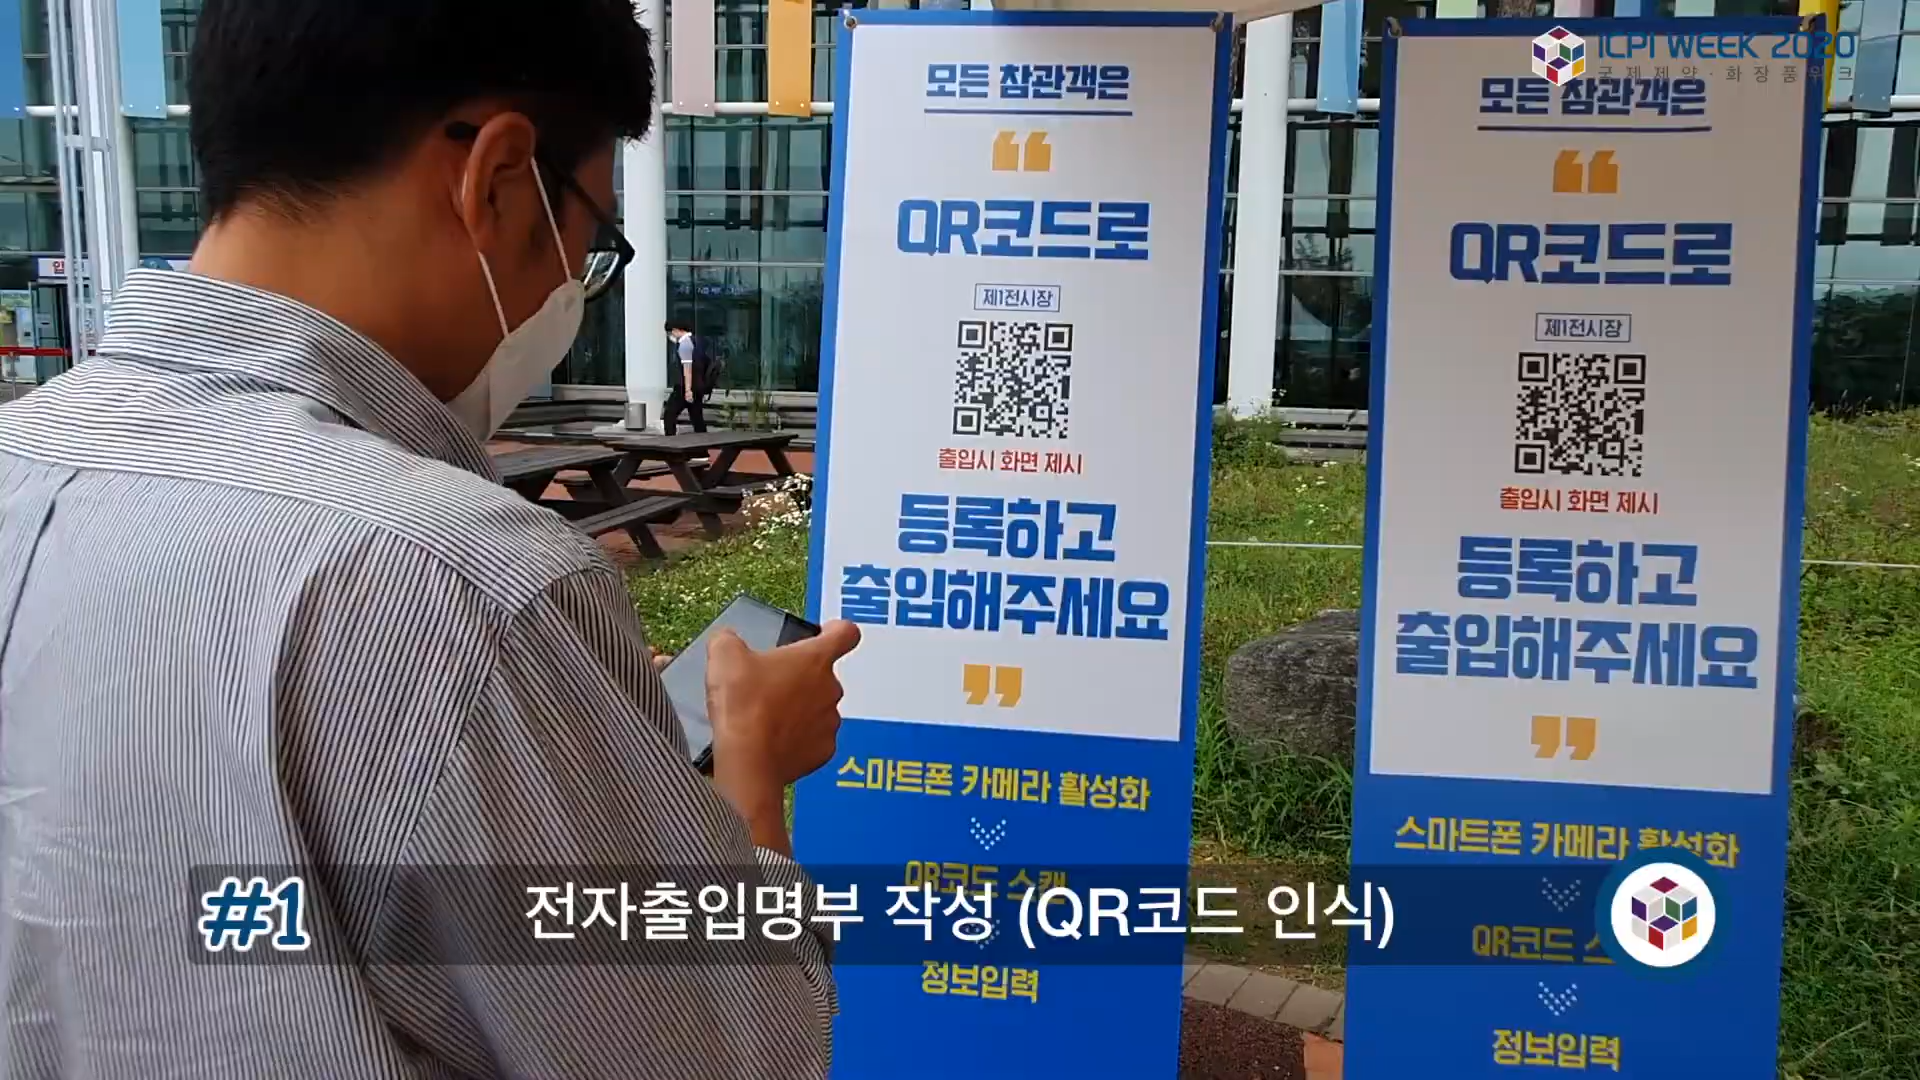 ICPI WEEK 2020
국제제약·화장품위크
모든 참관객은
“
QR코드로
제1전시장
출입시 화면 제시
등록하고
출입해주세요
”
스마트폰 카메라 활성화
QR코드 스캔
정보입력
모든 참관객은
“
QR코드로
제1전시장
출입시 화면 제시
등록하고
출입해주세요
”
스마트폰 카메라 활성화
QR코드
정보입력
#1 전자출입명부 작성 (QR코드 인식)